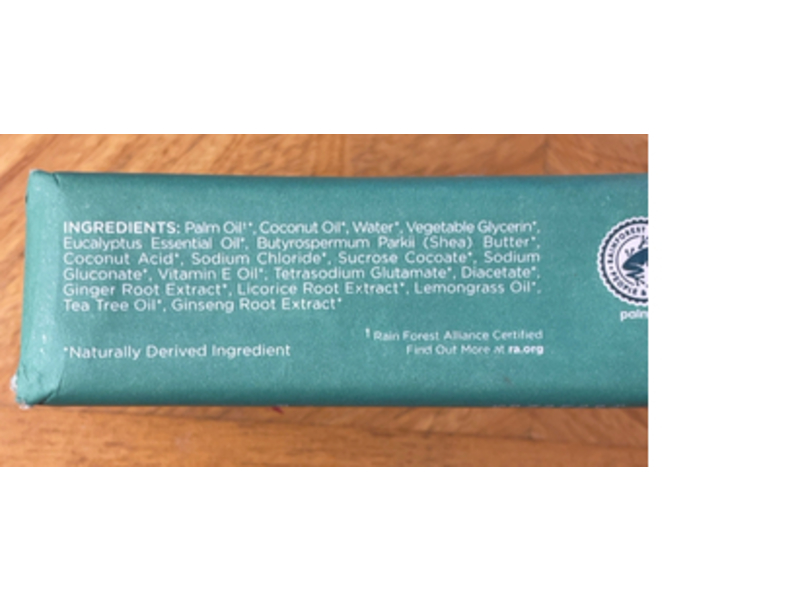 INGREDIENTS: Palm Oil¹*, Coconut Oil*, Water*, Vegetable Glycerin*,
Eucalyptus Essential Oil*, Butyrospermum Parkii (Shea) Butter*,
Coconut Acid*, Sodium Chloride*, Sucrose Cocoate*, Sodium
Gluconate*, Vitamin E Oil*, Tetrasodium Glutamate*, Diacetate*,
Ginger Root Extract*, Licorice Root Extract*, Lemongrass Oil*,
Tea Tree Oil*, Ginseng Root Extract*
¹ Rain Forest Alliance Certified
*Naturally Derived Ingredient
Find Out More at ra.org
RAINFOREST
palm